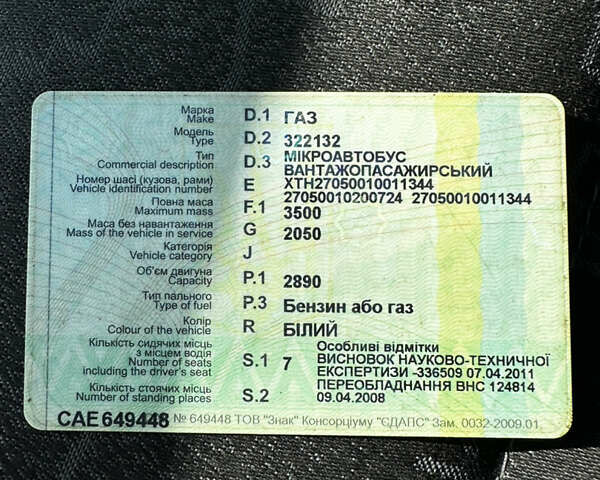 Марка D.1 ГАЗ
Make
Модель D.2 322132
Type
Тип D.3 МІКРОАВТОБУС
Commercial description ВАНТАЖОПАСАЖИРСЬКИЙ
Номер шасі (кузова, рами) E XTH27050010011344
Vehicle identification number 27050010200724 27050010011344
Повна маса F.1 3500
Maximum mass
Маса без навантаження G 2050
Mass of the vehicle in service
Категорія J
Vehicle category
Об'єм двигуна P.1 2890
Capacity
Тип пального P.3 Бензин або газ
Type of fuel
Колір R БІЛИЙ
Colour of the vehicle
Кількість сидячих місць S.1 7 Особливі відмітки
з місцем водія ВИСНОВОК НАУКОВО-ТЕХНИЧНОЇ
Number of seats ЕКСПЕРТИЗИ -336509 07.04.2011
including the driver's seat ПЕРЕОБЛАДНАННЯ ВНС 124814
Кількість стоячих місць S.2 09.04.2008
Number of standing places
САЕ 649448 № 649448 ТОВ "Знак" Консорціуму "ЄДАПС" Зам. 0032-2009.01